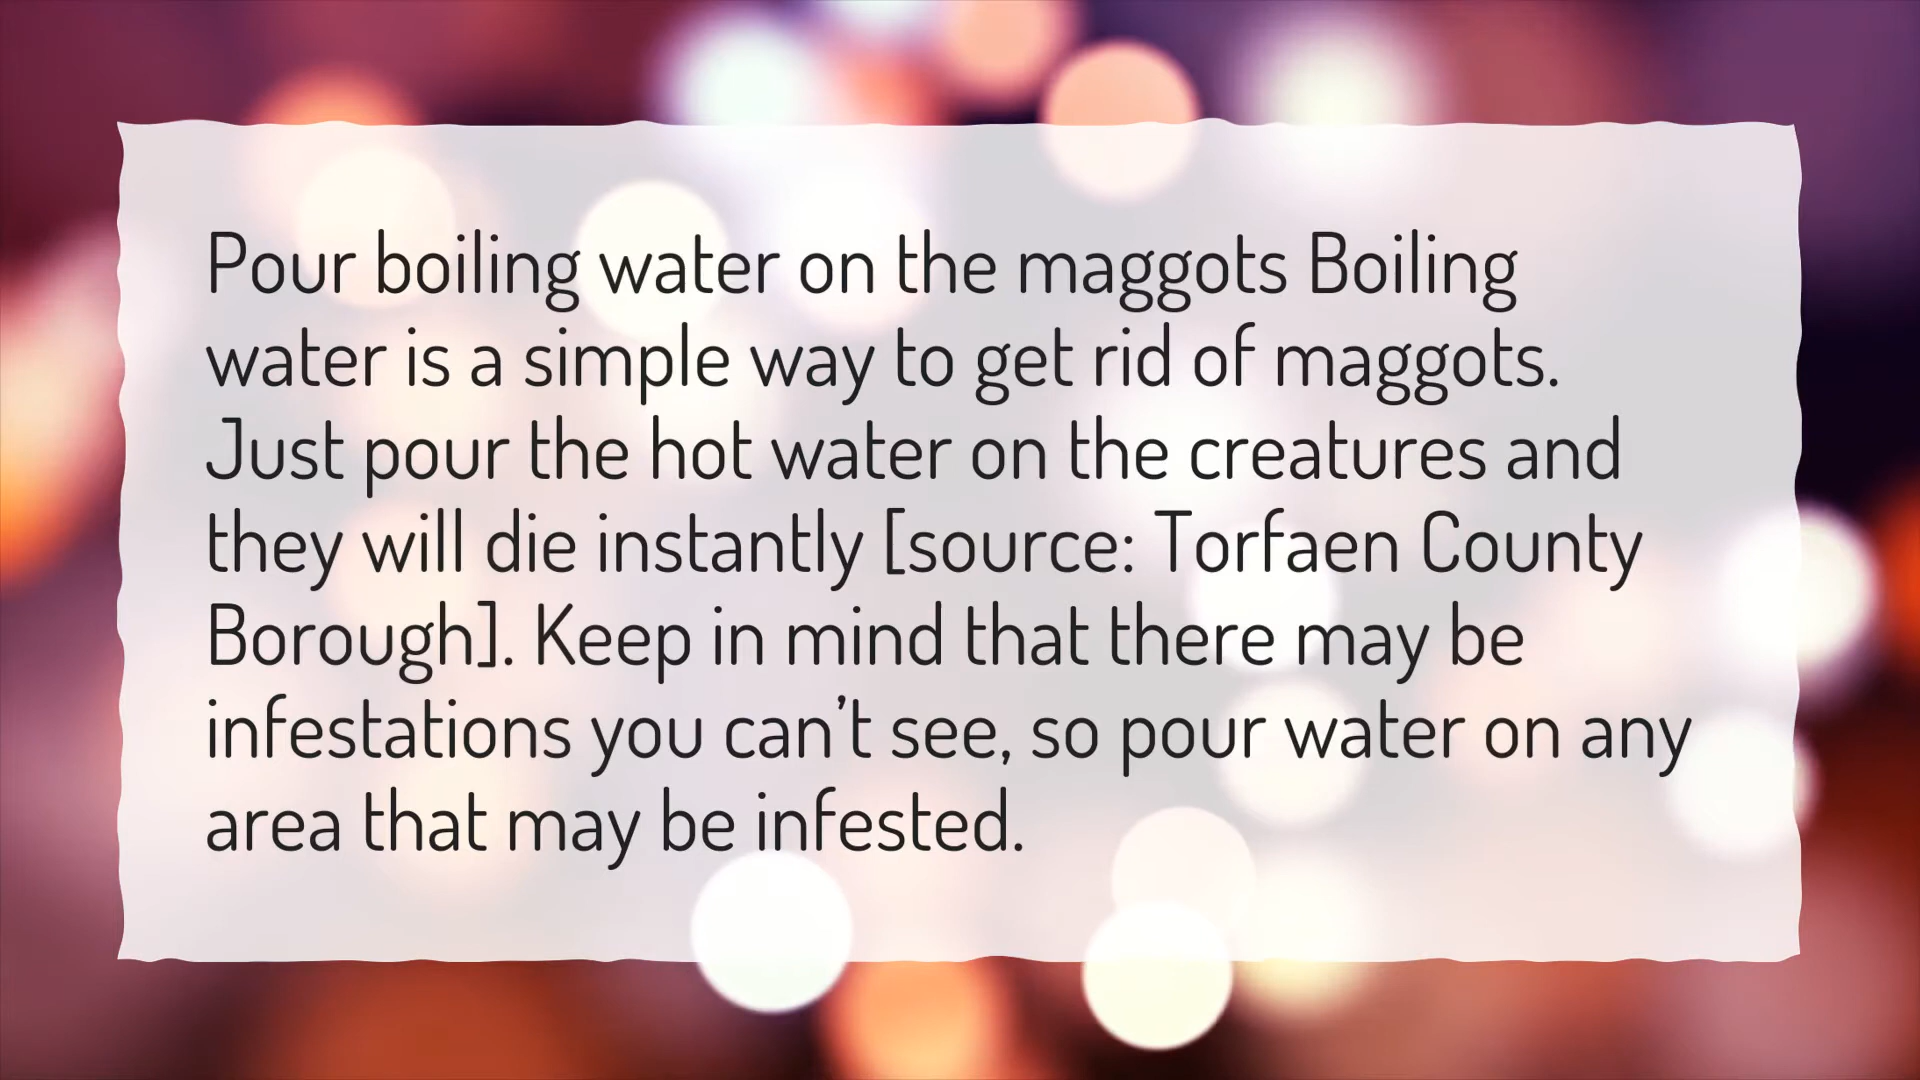 Pour boiling water on the maggots Boiling
water is a simple way to get rid of maggots.
Just pour the hot water on the creatures and
they will die instantly [source: Torfaen County
Borough]. Keep in mind that there may be
infestations you can’t see, so pour water on any
area that may be infested.